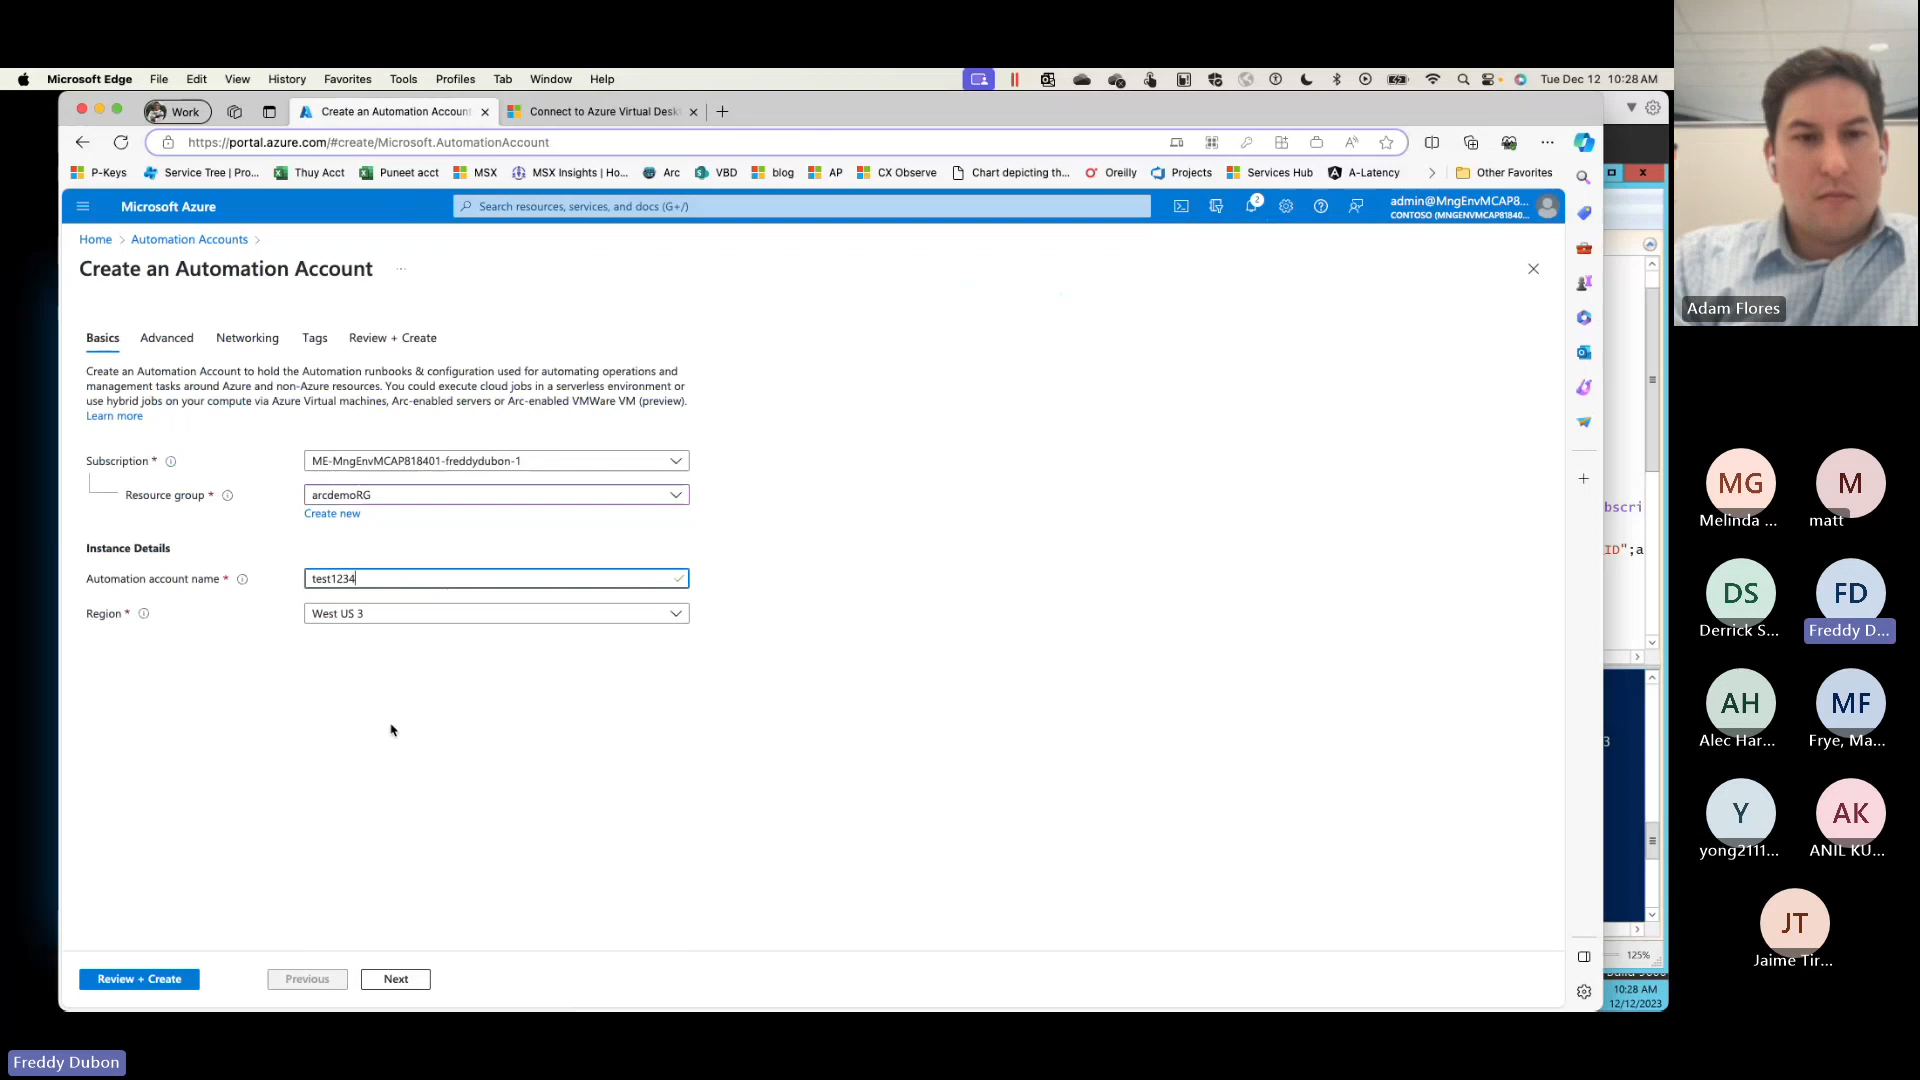 Microsoft Edge File Edit View History Favorites Tools Tab Profiles Window Help
Tue Dec 12 10:28 AM
Work
Create an Automation Account
Connect to Azure Virtual Desk
https://portal.azure.com/#create/Microsoft.AutomationAccount
P-Keys Service Tree | Pro... Thuy Acct Puneet acct MSX MSX Insights | Ho... Arc VBD blog AP CX Observe Chart depicting th... Oreilly Projects Services Hub A-Latency Other Favorites
Microsoft Azure
Search resources, services, and docs (G+/)
2
admin@MngEnvMCAP8...
CONTOSO (MNGENVMCAP81840...
Home > Automation Accounts >
Create an Automation Account ...
Basics Advanced Networking Tags Review + Create
Create an Automation Account to hold the Automation runbooks & configuration used for automating operations and
management tasks around Azure and non-Azure resources. You could execute cloud jobs in a serverless environment or
use hybrid jobs on your compute via Azure Virtual machines, Arc-enabled servers or Arc-enabled VMWare VM (preview).
Learn more
Subscription *
ME-MngEnvMCAP818401-freddydubon-1
Resource group *
arcdemoRG
Create new
Instance Details
Automation account name *
test1234
Region *
West US 3
Review + Create
Previous
Next
bscri
ID";a
3
125%
10:28 AM
12/12/2023
Adam Flores
MG
Melinda ...
M
matt
DS
Derrick S...
FD
Freddy D...
AH
Alec Har...
MF
Frye, Ma...
Y
yong2111...
AK
ANIL KU...
JT
Jaime Tir...
Freddy Dubon